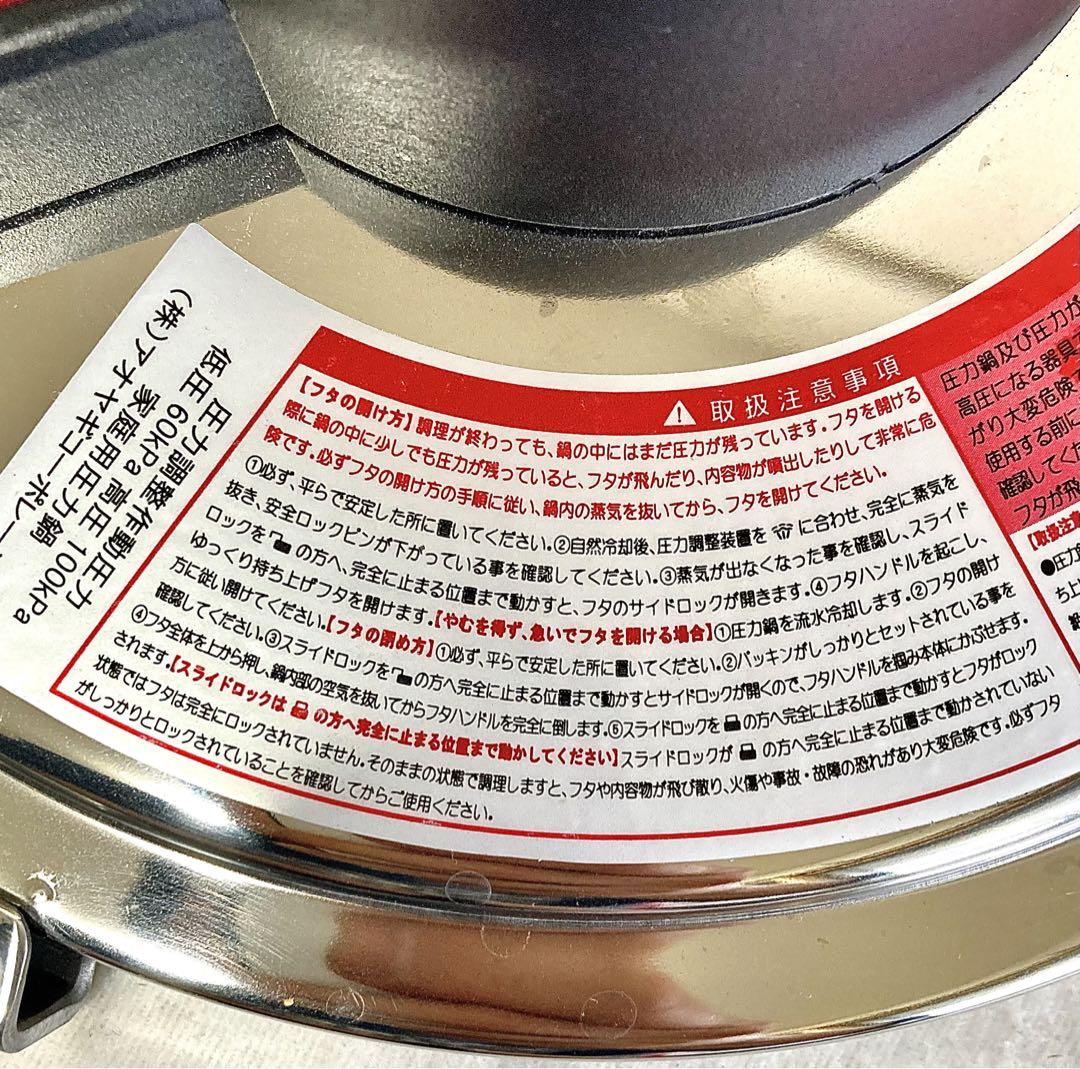 圧力調整作動圧力
低圧 60kPa 高圧 100kPa
家庭用圧力鍋
(株)アオヤギコーポレー
⚠ 取扱注意事項
【フタの開け方】調理が終わっても、鍋の中にはまだ圧力が残っています。フタを開ける
際に鍋の中に少しでも圧力が残っていると、フタが飛んだり、内容物が噴出したりして非常に危
険です。必ずフタの開け方の手順に従い、鍋内の蒸気を抜いてから、フタを開けてください。
①必ず、平らで安定した所に置いてください。②自然冷却後、圧力調整装置を に合わせ、完全に蒸気を
抜き、安全ロックピンが下がっている事を確認してください。③蒸気が出なくなった事を確認し、スライド
ロックを の方へ、完全に止まる位置まで動かすと、フタのサイドロックが開きます。④フタハンドルを起こし、
ゆっくり持ち上げフタを開けます。【やむを得ず、急いでフタを開ける場合】①圧力鍋を流水冷却します。②フタの開け
方に従い開けてください。【フタの閉め方】①必ず、平らで安定した所に置いてください。②パッキンがしっかりとセットされている事を
確認してください。③スライドロックを の方へ完全に止まる位置まで動かすとサイドロックが開くので、フタハンドルを掴み本体にかぶせます。
④フタ全体を上から押し、鍋内部の空気を抜いてからフタハンドルを完全に倒します。⑤スライドロックを の方へ完全に止まる位置まで動かすとフタがロック
されます。【スライドロックは の方へ完全に止まる位置まで動かしてください】スライドロックが の方へ完全に止まる位置まで動かされていない
状態ではフタは完全にロックされていません。そのままの状態で調理しますと、フタや内容物が飛び散り、火傷や事故・故障の恐れがあり大変危険です。必ずフタ
がしっかりとロックされていることを確認してからご使用ください。
圧力鍋及び圧力が
高圧になる器具
がり大変危険
使用する前に
確認してくだ
フタが飛
【取扱注意
●圧力
ち上